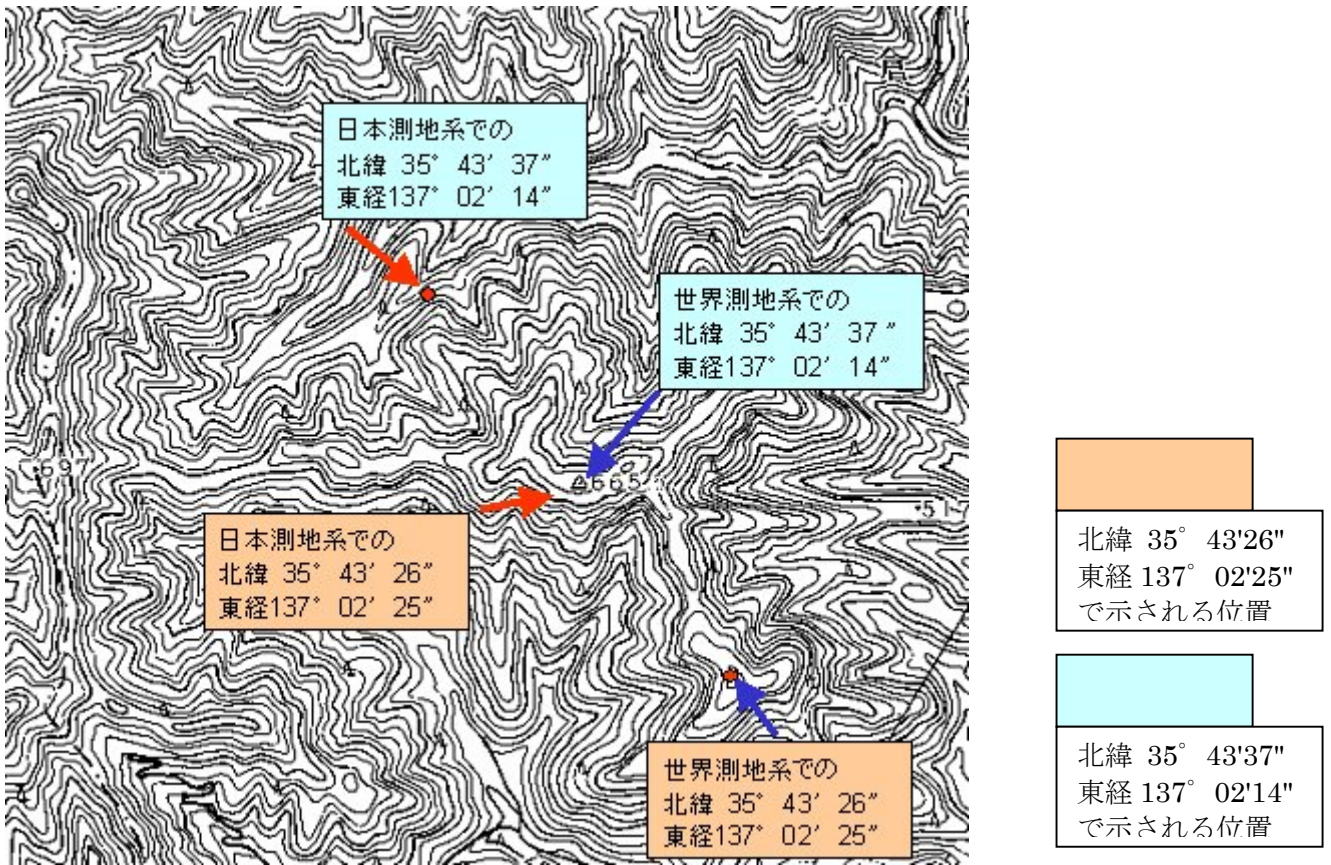 日本測地系での
北緯 35° 43′ 37″
東経137° 02′ 14″
世界測地系での
北緯 35° 43′ 37″
東経137° 02′ 14″
697
日本測地系での
北緯 35° 43′ 26″
東経137° 02′ 25″
世界測地系での
北緯 35° 43′ 26″
東経137° 02′ 25″
北緯 35° 43'26"
東経 137° 02'25"
で示される位置
北緯 35° 43'37"
東経 137° 02'14"
で示される位置